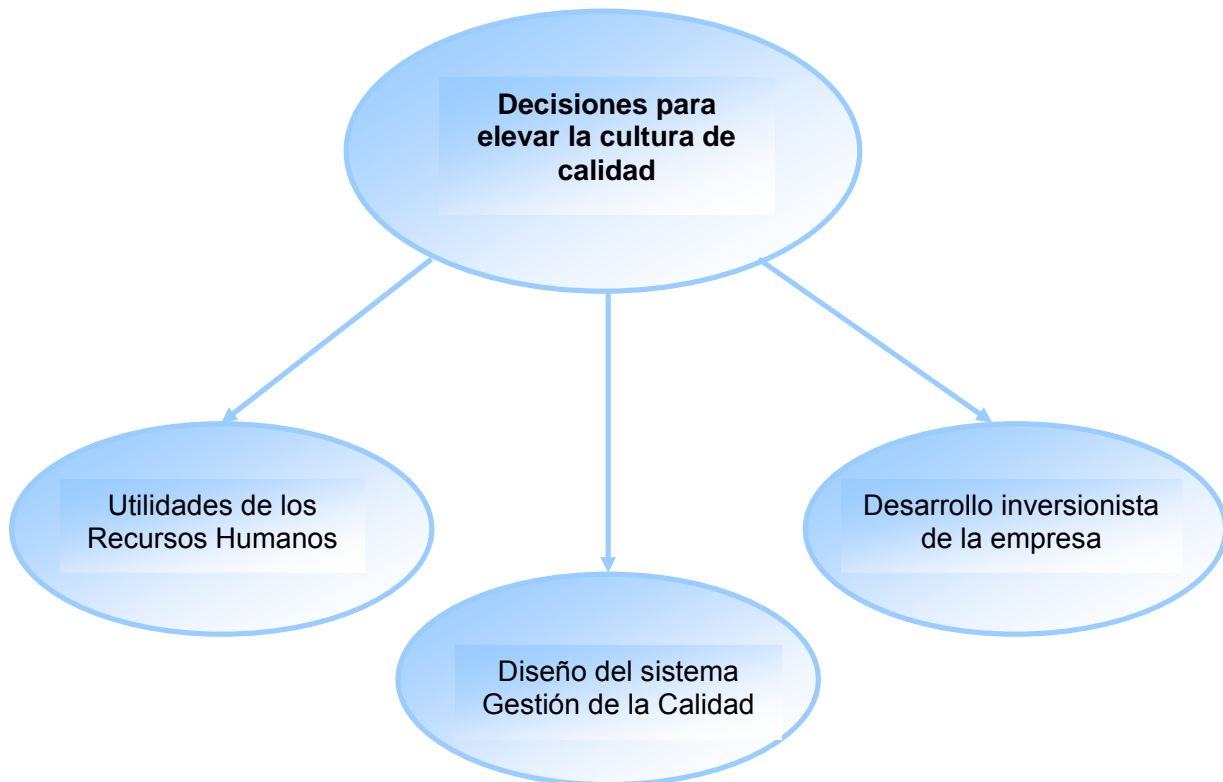 Decisiones para
elevar la cultura de
calidad
Utilidades de los
Recursos Humanos
Desarrollo inversionista
de la empresa
Diseño del sistema
Gestión de la Calidad